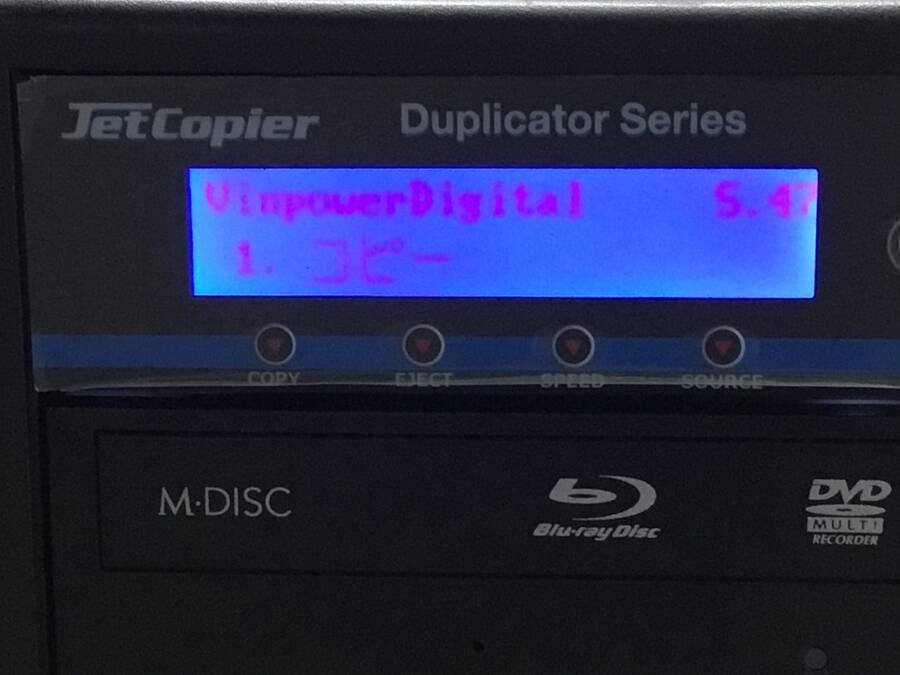 JetCopier Duplicator Series
VinpowerDigital 5.47
1. コピー
COPY EJECT SPEED SOURCE
M·DISC Blu-ray Disc DVD
MULTI
RECORDER